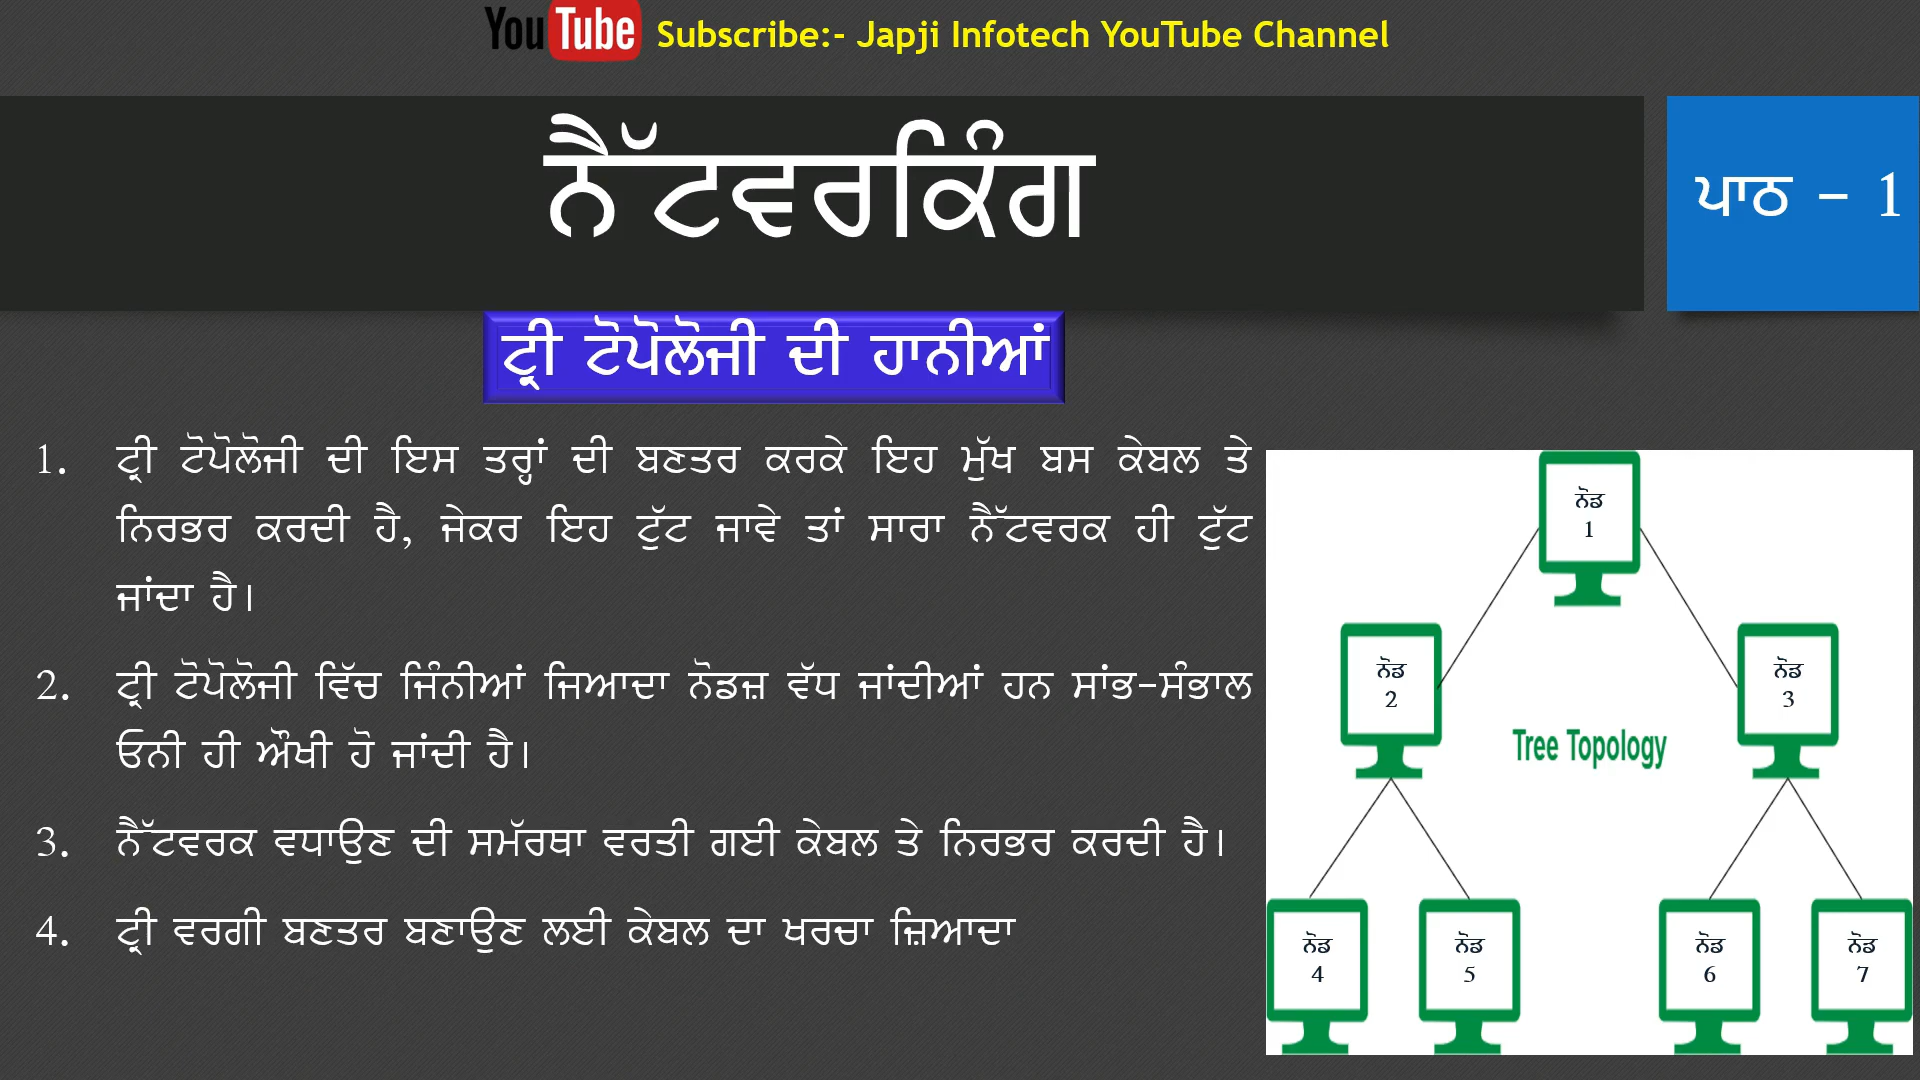 YouTube Subscribe:- Japji Infotech YouTube Channel
ਨੈੱਟਵਰਕਿੰਗ
ਪਾਠ - 1
ਟ੍ਰੀ ਟੋਪੋਲੋਜੀ ਦੀ ਹਾਨੀਆਂ
1. ਟ੍ਰੀ ਟੋਪੋਲੋਜੀ ਦੀ ਇਸ ਤਰ੍ਹਾਂ ਦੀ ਬਣਤਰ ਕਰਕੇ ਇਹ ਮੁੱਖ ਬਸ ਕੇਬਲ ਤੇ
ਨਿਰਭਰ ਕਰਦੀ ਹੈ, ਜੇਕਰ ਇਹ ਟੁੱਟ ਜਾਵੇ ਤਾਂ ਸਾਰਾ ਨੈੱਟਵਰਕ ਹੀ ਟੁੱਟ
ਜਾਂਦਾ ਹੈ।
2. ਟ੍ਰੀ ਟੋਪੋਲੋਜੀ ਵਿੱਚ ਜਿੰਨੀਆਂ ਜਿਆਦਾ ਨੋਡਜ਼ ਵੱਧ ਜਾਂਦੀਆਂ ਹਨ ਸਾਂਭ-ਸੰਭਾਲ
ਓਨੀ ਹੀ ਔਖੀ ਹੋ ਜਾਂਦੀ ਹੈ।
3. ਨੈੱਟਵਰਕ ਵਧਾਉਣ ਦੀ ਸਮੱਰਥਾ ਵਰਤੀ ਗਈ ਕੇਬਲ ਤੇ ਨਿਰਭਰ ਕਰਦੀ ਹੈ।
4. ਟ੍ਰੀ ਵਰਗੀ ਬਣਤਰ ਬਣਾਉਣ ਲਈ ਕੇਬਲ ਦਾ ਖਰਚਾ ਜ਼ਿਆਦਾ
ਨੋਡ
1
ਨੋਡ
2
ਨੋਡ
3
Tree Topology
ਨੋਡ
4
ਨੋਡ
5
ਨੋਡ
6
ਨੋਡ
7